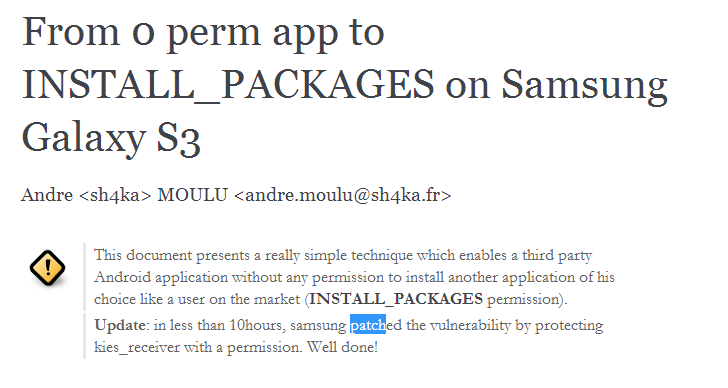 From 0 perm app to
INSTALL_PACKAGES on Samsung
Galaxy S3
Andre <sh4ka> MOULU <andre.moulu@sh4ka.fr>
This document presents a really simple technique which enables a third party
Android application without any permission to install another application of his
choice like a user on the market (INSTALL_PACKAGES permission).
Update: in less than 10hours, samsung patched the vulnerability by protecting
kies_receiver with a permission. Well done!